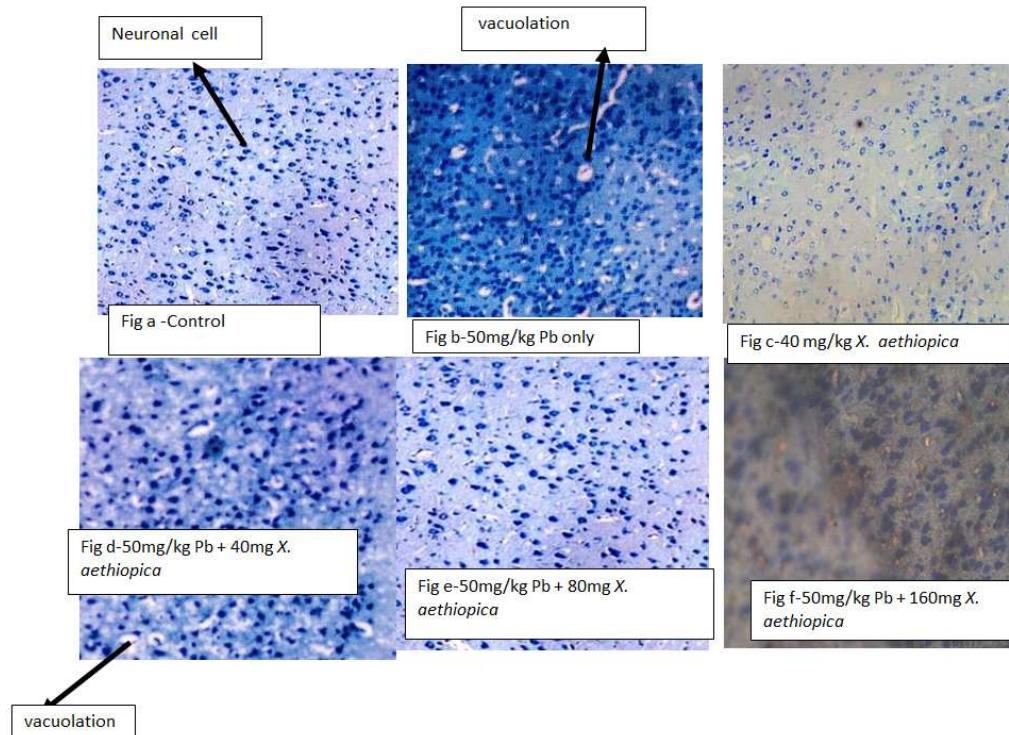 Neuronal cell
vacuolation
Fig a -Control
Fig b-50mg/kg Pb only
Fig c-40 mg/kg X. aethiopica
Fig d-50mg/kg Pb + 40mg X.
aethiopica
Fig e-50mg/kg Pb + 80mg X.
aethiopica
Fig f-50mg/kg Pb + 160mg X.
aethiopica
vacuolation